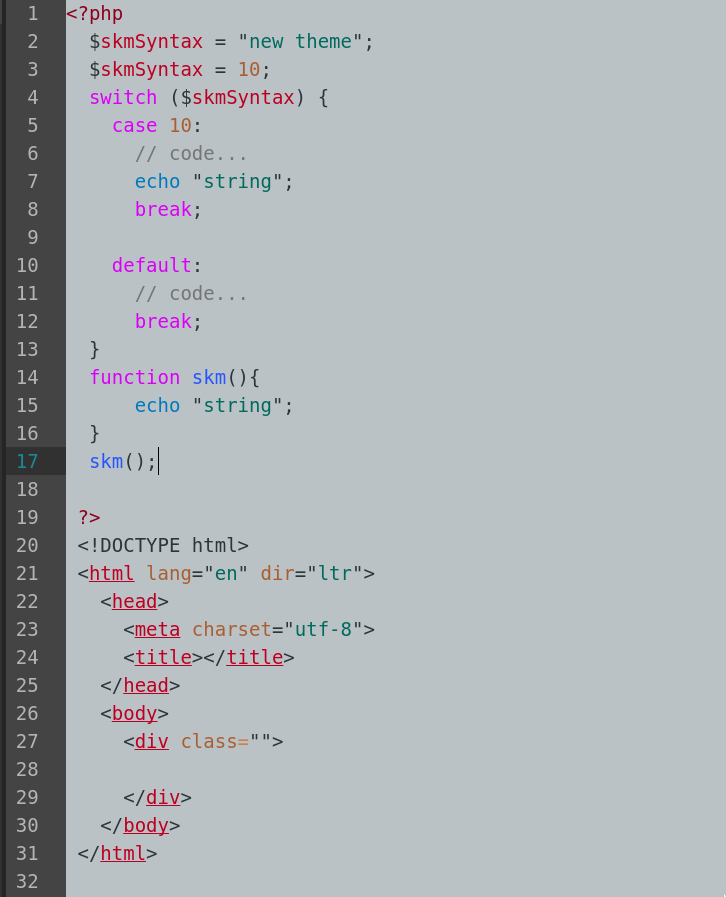 1 <?php
2   $skmSyntax = "new theme";
3   $skmSyntax = 10;
4   switch ($skmSyntax) {
5     case 10:
6       // code...
7       echo "string";
8       break;
9
10     default:
11       // code...
12       break;
13   }
14   function skm(){
15       echo "string";
16   }
17   skm();
18
19  ?>
20  <!DOCTYPE html>
21  <html lang="en" dir="ltr">
22    <head>
23      <meta charset="utf-8">
24      <title></title>
25    </head>
26    <body>
27      <div class="">
28
29      </div>
30    </body>
31  </html>
32